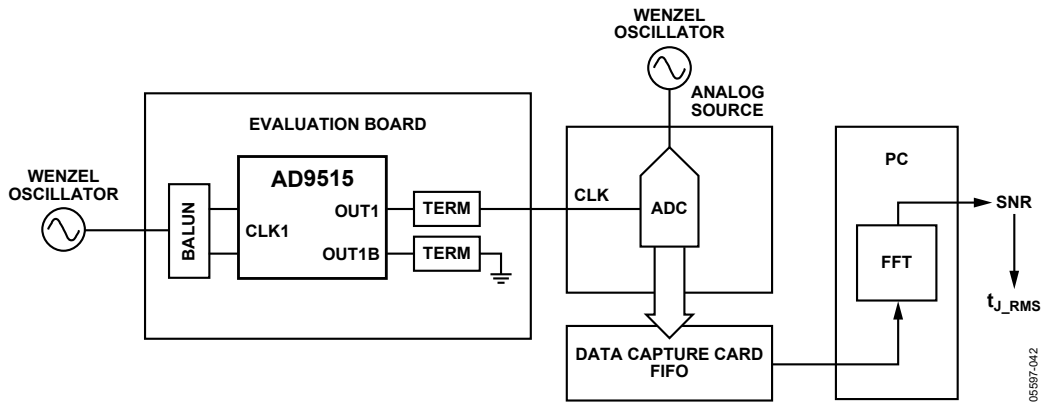 WENZEL
OSCILLATOR
ANALOG
SOURCE
EVALUATION BOARD
WENZEL
OSCILLATOR
BALUN
AD9515
CLK1
OUT1
OUT1B
TERM
TERM
CLK
ADC
DATA CAPTURE CARD
FIFO
PC
FFT
SNR
tJ_RMS
05597-042